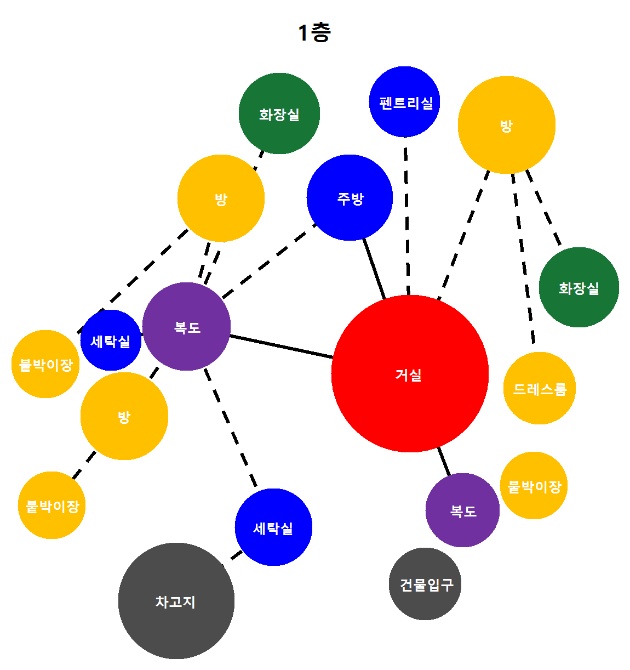 1층
화장실
펜트리실
방
방
주방
화장실
복도
세탁실
붙박이장
거실
드레스룸
방
붙박이장
붙박이장
복도
세탁실
건물입구
차고지